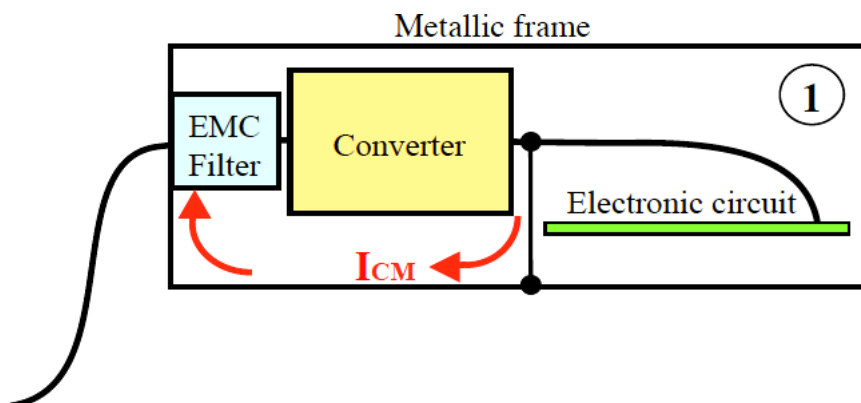 Metallic frame
1
EMC
Filter
Converter
Electronic circuit
ICM